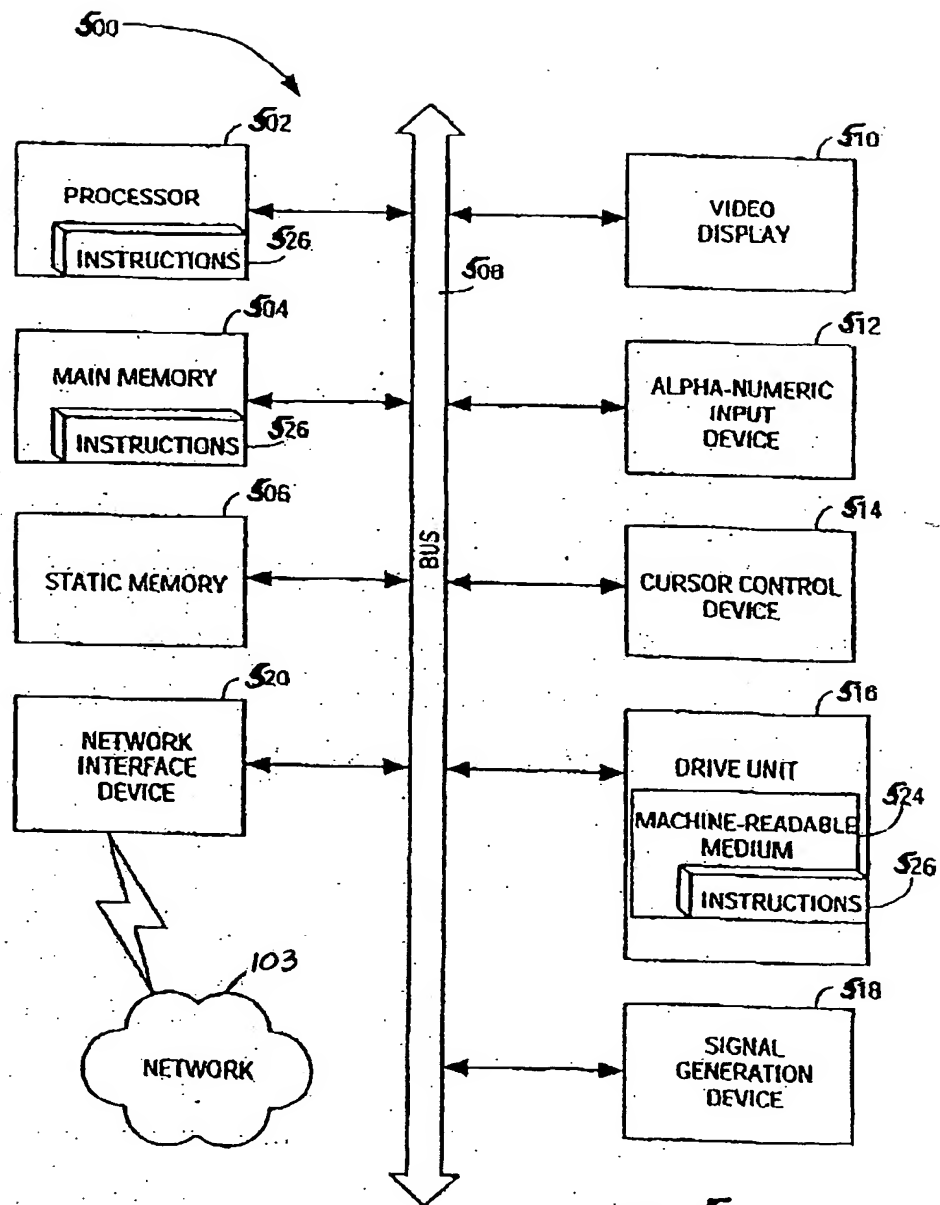 500
502
PROCESSOR
INSTRUCTIONS
526
504
MAIN MEMORY
INSTRUCTIONS
526
506
STATIC MEMORY
520
NETWORK
INTERFACE
DEVICE
103
NETWORK
BUS
508
510
VIDEO
DISPLAY
512
ALPHA-NUMERIC
INPUT
DEVICE
514
CURSOR CONTROL
DEVICE
516
DRIVE UNIT
524
MACHINE-READABLE
MEDIUM
526
INSTRUCTIONS
518
SIGNAL
GENERATION
DEVICE